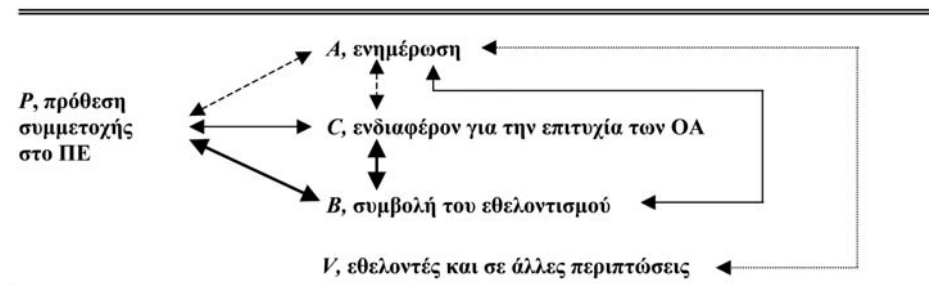 A, ενημέρωση
P, πρόθεση
συμμετοχής
στο ΠΕ
C, ενδιαφέρον για την επιτυχία των ΟΑ
B, συμβολή του εθελοντισμού
V, εθελοντές και σε άλλες περιπτώσεις